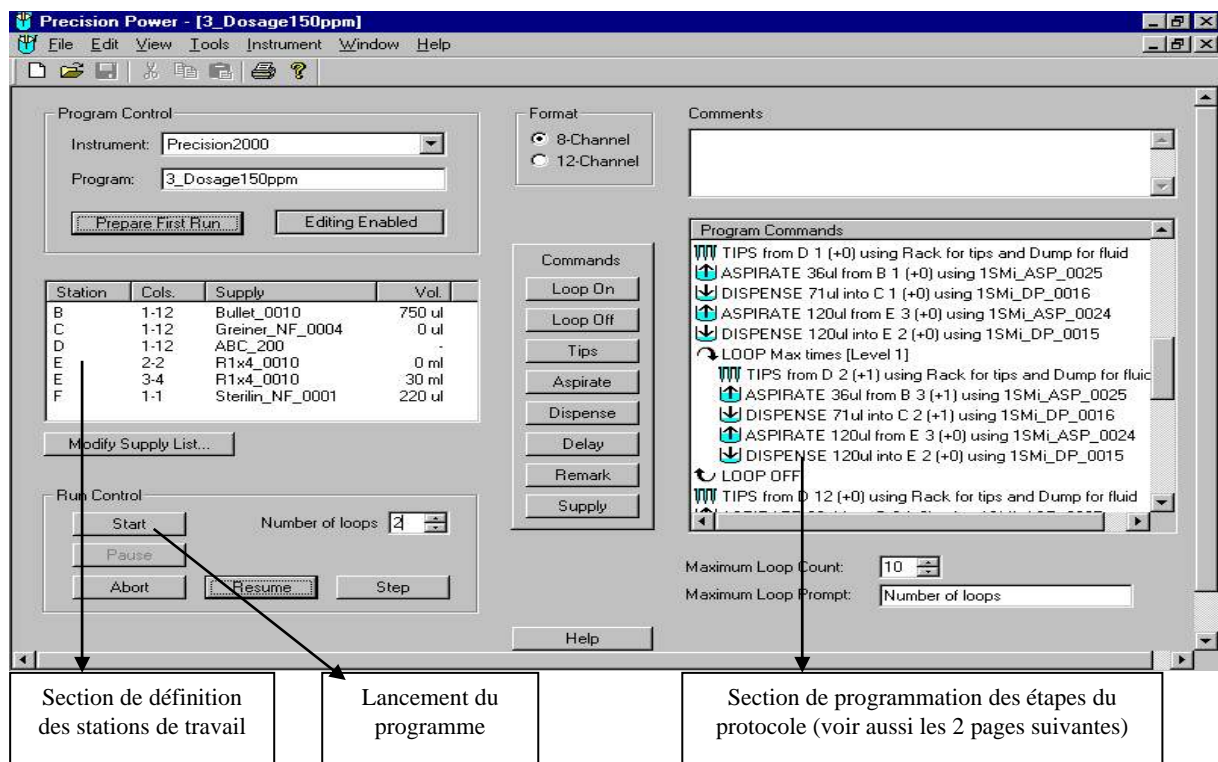 Precision Power - [3_Dosage150ppm]
File Edit View Tools Instrument Window Help
Program Control
Instrument: Precision2000
Program: 3_Dosage150ppm
Prepare First Run Editing Enabled
Format
8-Channel
12-Channel
Comments
Station Cols. Supply Vol.
B 1-12 Bullet_0010 750 ul
C 1-12 Greiner_NF_0004 0 ul
D 1-12 ABC_200 -
E 2-2 R1x4_0010 0 ml
E 3-4 R1x4_0010 30 ml
F 1-1 Sterilin_NF_0001 220 ul
Modify Supply List...
Run Control
Start Number of loops 2
Pause
Abort Resume Step
Commands
Loop On
Loop Off
Tips
Aspirate
Dispense
Delay
Remark
Supply
Help
Program Commands
TIPS from D 1 (+0) using Rack for tips and Dump for fluid
ASPIRATE 36ul from B 1 (+0) using 1SMi_ASP_0025
DISPENSE 71ul into C 1 (+0) using 1SMi_DP_0016
ASPIRATE 120ul from E 3 (+0) using 1SMi_ASP_0024
DISPENSE 120ul into E 2 (+0) using 1SMi_DP_0015
LOOP Max times [Level 1]
TIPS from D 2 (+1) using Rack for tips and Dump for fluic
ASPIRATE 36ul from B 3 (+1) using 1SMi_ASP_0025
DISPENSE 71ul into C 2 (+1) using 1SMi_DP_0016
ASPIRATE 120ul from E 3 (+0) using 1SMi_ASP_0024
DISPENSE 120ul into E 2 (+0) using 1SMi_DP_0015
LOOP OFF
TIPS from D 12 (+0) using Rack for tips and Dump for fluid
Maximum Loop Count: 10
Maximum Loop Prompt: Number of loops
Section de définition
des stations de travail
Lancement du
programme
Section de programmation des étapes du
protocole (voir aussi les 2 pages suivantes)